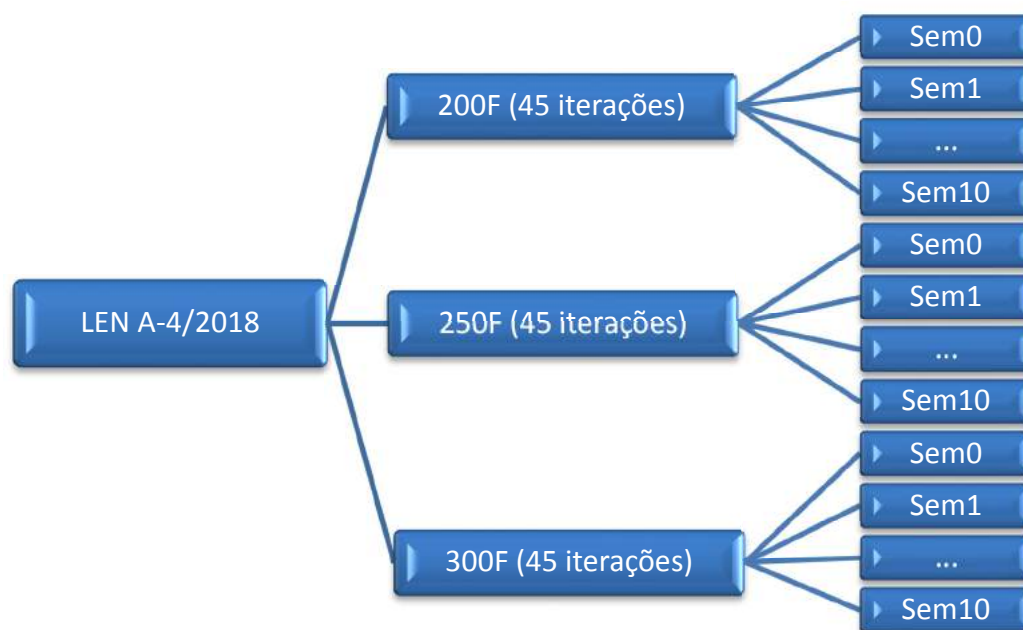 LEN A-4/2018
200F (45 iterações)
Sem0
Sem1
...
Sem10
250F (45 iterações)
Sem0
Sem1
...
Sem10
300F (45 iterações)
Sem0
Sem1
...
Sem10